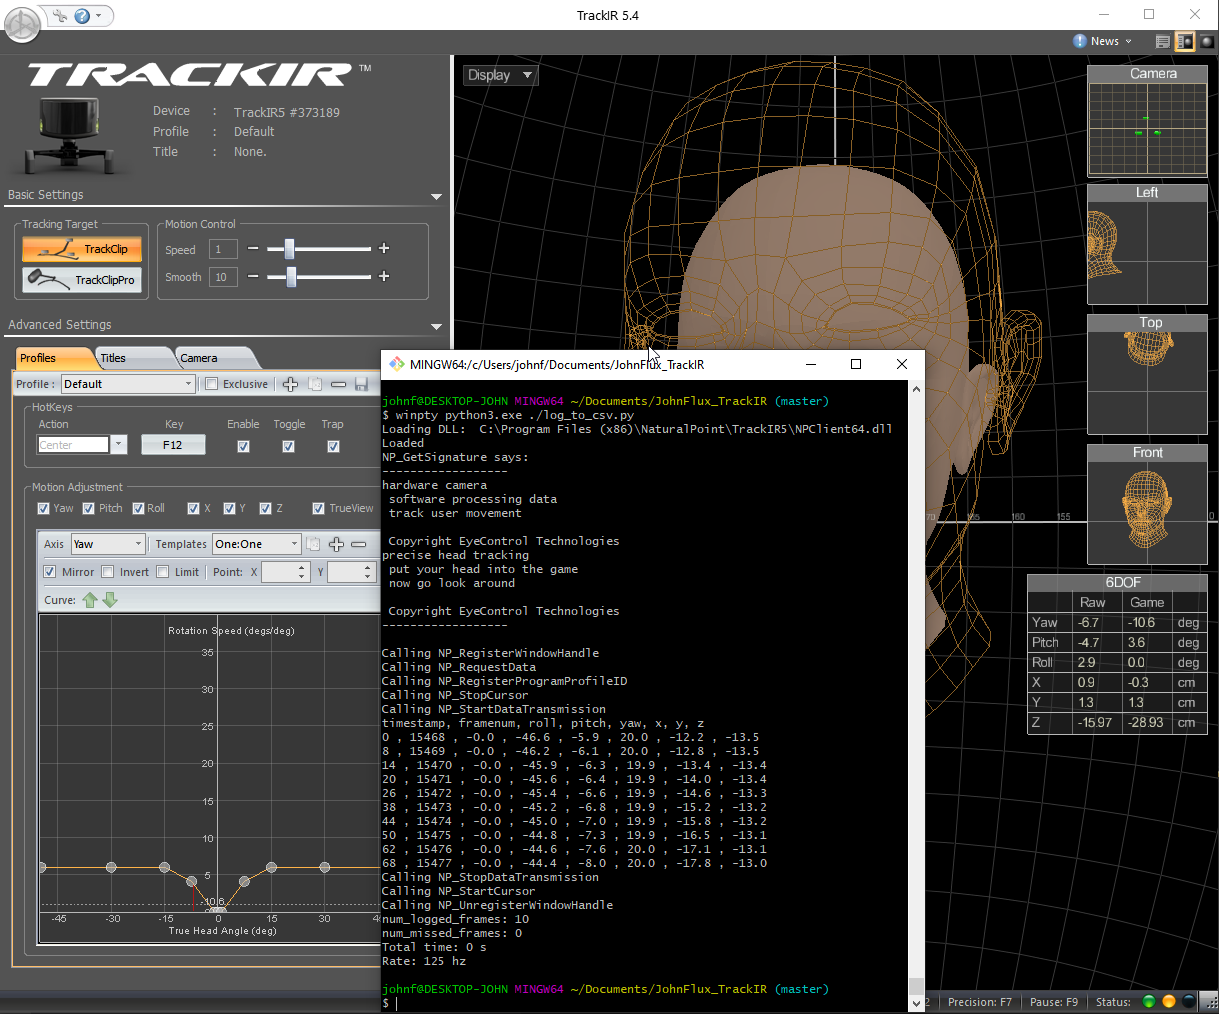 TrackIR 5.4
News
TRACKIR™
Device : TrackIR5 #373189
Profile : Default
Title : None.
Basic Settings
Tracking Target
TrackClip
TrackClipPro
Motion Control
Speed 1
Smooth 10
Advanced Settings
Profiles Titles Camera
Profile : Default Exclusive
HotKeys
Action Key Enable Toggle Trap
Center F12
Motion Adjustment
Yaw Pitch Roll X Y Z TrueView
Axis Yaw Templates One:One
Mirror Invert Limit Point: X Y
Curve:
Rotation Speed (degs/deg)
35
30
25
20
15
10
5
-10.6
-45 -30 -15 0 15 30 45
True Head Angle (deg)
Display
Camera
Left
Top
Front
165 160 155
6DOF
Raw Game
Yaw -6.7 -10.6 deg
Pitch -4.7 3.6 deg
Roll 2.9 0.0 deg
X 0.9 -0.3 cm
Y 1.3 1.3 cm
Z -15.97 -28.93 cm
MINGW64:/c/Users/johnf/Documents/JohnFlux_TrackIR
johnf@DESKTOP-JOHN MINGW64 ~/Documents/JohnFlux_TrackIR (master)
$ winpty python3.exe ./log_to_csv.py
Loading DLL:  C:\Program Files (x86)\NaturalPoint\TrackIR5\NPClient64.dll
Loaded
NP_GetSignature says:
------------------
hardware camera
software processing data
track user movement
Copyright EyeControl Technologies
precise head tracking
put your head into the game
now go look around
Copyright EyeControl Technologies
------------------
Calling NP_RegisterWindowHandle
Calling NP_RequestData
Calling NP_RegisterProgramProfileID
Calling NP_StopCursor
Calling NP_StartDataTransmission
timestamp, framenum, roll, pitch, yaw, x, y, z
0 , 15468 , -0.0 , -46.6 , -5.9 , 20.0 , -12.2 , -13.5
8 , 15469 , -0.0 , -46.2 , -6.1 , 20.0 , -12.8 , -13.5
14 , 15470 , -0.0 , -45.9 , -6.3 , 19.9 , -13.4 , -13.4
20 , 15471 , -0.0 , -45.6 , -6.4 , 19.9 , -14.0 , -13.4
26 , 15472 , -0.0 , -45.4 , -6.6 , 19.9 , -14.6 , -13.3
38 , 15473 , -0.0 , -45.2 , -6.8 , 19.9 , -15.2 , -13.2
44 , 15474 , -0.0 , -45.0 , -7.0 , 19.9 , -15.8 , -13.2
50 , 15475 , -0.0 , -44.8 , -7.3 , 19.9 , -16.5 , -13.1
62 , 15476 , -0.0 , -44.6 , -7.6 , 20.0 , -17.1 , -13.1
68 , 15477 , -0.0 , -44.4 , -8.0 , 20.0 , -17.8 , -13.0
Calling NP_StopDataTransmission
Calling NP_StartCursor
Calling NP_UnregisterWindowHandle
num_logged_frames: 10
num_missed_frames: 0
Total time: 0 s
Rate: 125 hz
johnf@DESKTOP-JOHN MINGW64 ~/Documents/JohnFlux_TrackIR (master)
$
Precision: F7 Pause: F9 Status: